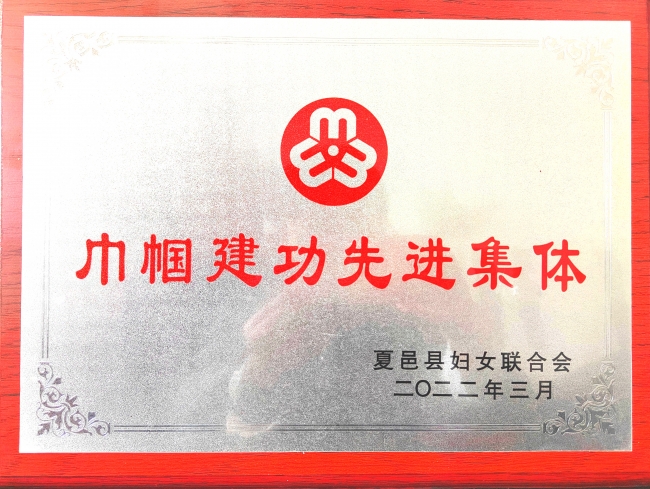 巾帼建功先进集体
夏邑县妇女联合会
二〇二二年三月